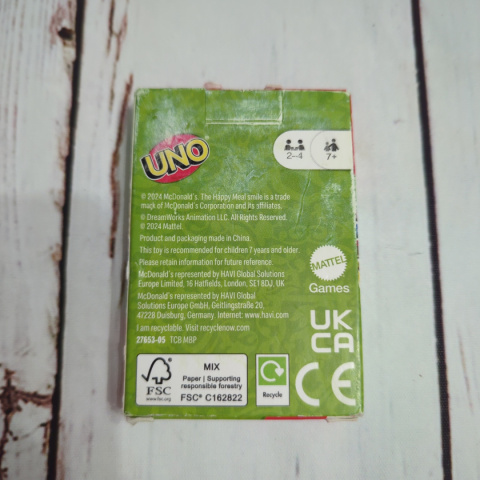 UNO
2–4
7+
© 2024 McDonald's. The Happy Meal smile is a trade
mark of McDonald's Corporation and its affiliates.
© DreamWorks Animation LLC. All Rights Reserved.
© 2024 Mattel.
Product and packaging made in China.
This toy is recommended for children 7 years and older.
Please retain information for future reference.
McDonald's represented by HAVI Global Solutions
Europe Limited, 16 Hatfields, London, SE1 8DJ, UK
McDonald's represented by HAVI Global
Solutions Europe GmbH, Geitlingstraße 20,
47228 Duisburg, Germany. Internet: www.havi.com
I am recyclable. Visit recyclenow.com
27653-05 TCB MBP
MATTEL
Games
UK
CA
FSC
www.fsc.org
MIX
Paper | Supporting
responsible forestry
FSC® C162822
Recycle
CE